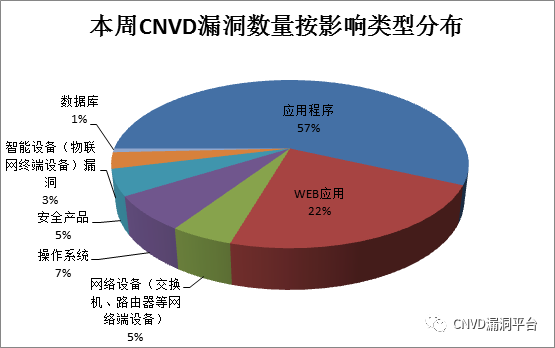 本周CNVD漏洞数量按影响类型分布
应用程序
57%
WEB应用
22%
网络设备（交换
机、路由器等网
络端设备）
5%
操作系统
7%
安全产品
5%
智能设备（物联
网终端设备）漏
洞
3%
数据库
1%
CNVD漏洞平台